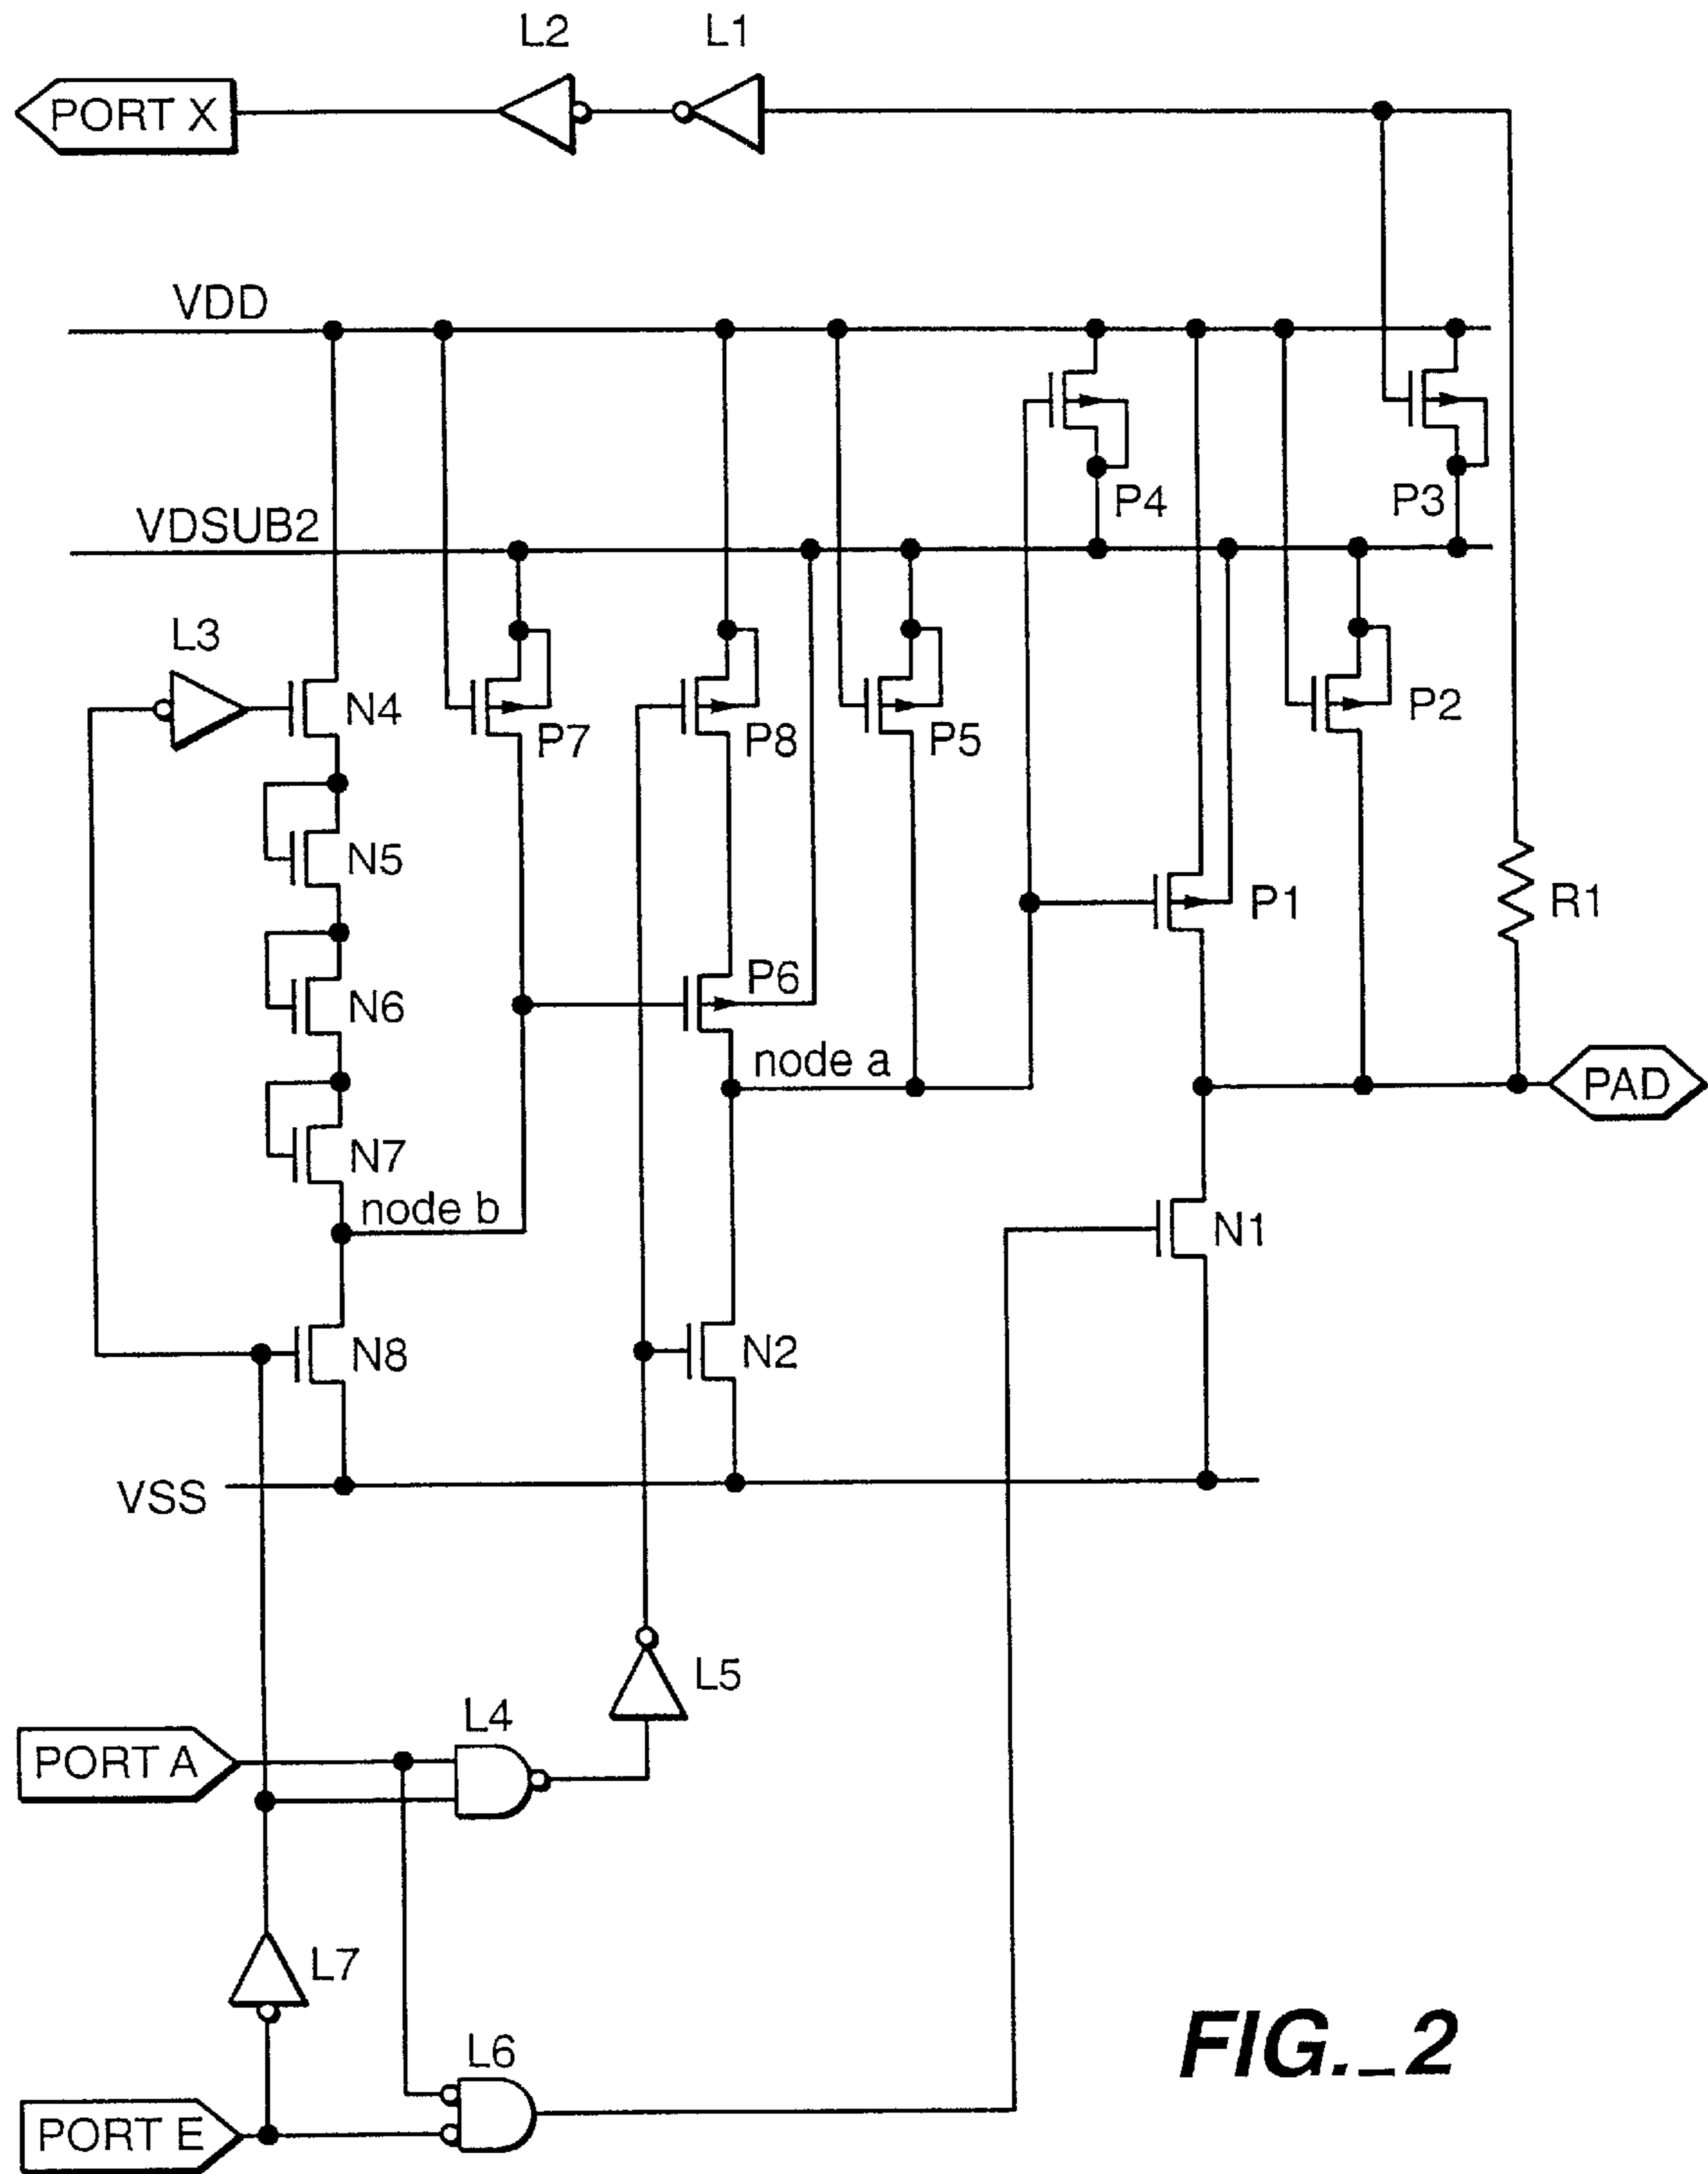 L2 L1
PORT X
VDD
P4 P3
VDSUB2
L3
N4 P7 P8 P5 P2
N5
P1 R1
N6 P6
node a
PAD
N7
node b
N1
N8 N2
VSS
L5
L4
PORT A
L7
L6
PORT E
FIG._2